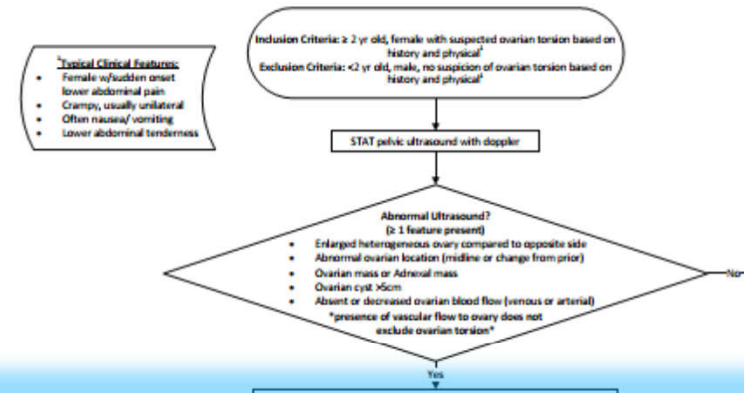 Inclusion Criteria: ≥ 2 yr old, female with suspected ovarian torsion based on
history and physical¹
Exclusion Criteria: <2 yr old, male, no suspicion of ovarian torsion based on
history and physical¹
¹Typical Clinical Features:
• Female w/sudden onset
lower abdominal pain
• Crampy, usually unilateral
• Often nausea/ vomiting
• Lower abdominal tenderness
STAT pelvic ultrasound with doppler
Abnormal Ultrasound?
(≥ 1 feature present)
• Enlarged heterogeneous ovary compared to opposite side
• Abnormal ovarian location (midline or change from prior)
• Ovarian mass or Adnexal mass
• Ovarian cyst >5cm
• Absent or decreased ovarian blood flow (venous or arterial)
*presence of vascular flow to ovary does not
exclude ovarian torsion*
No
Yes